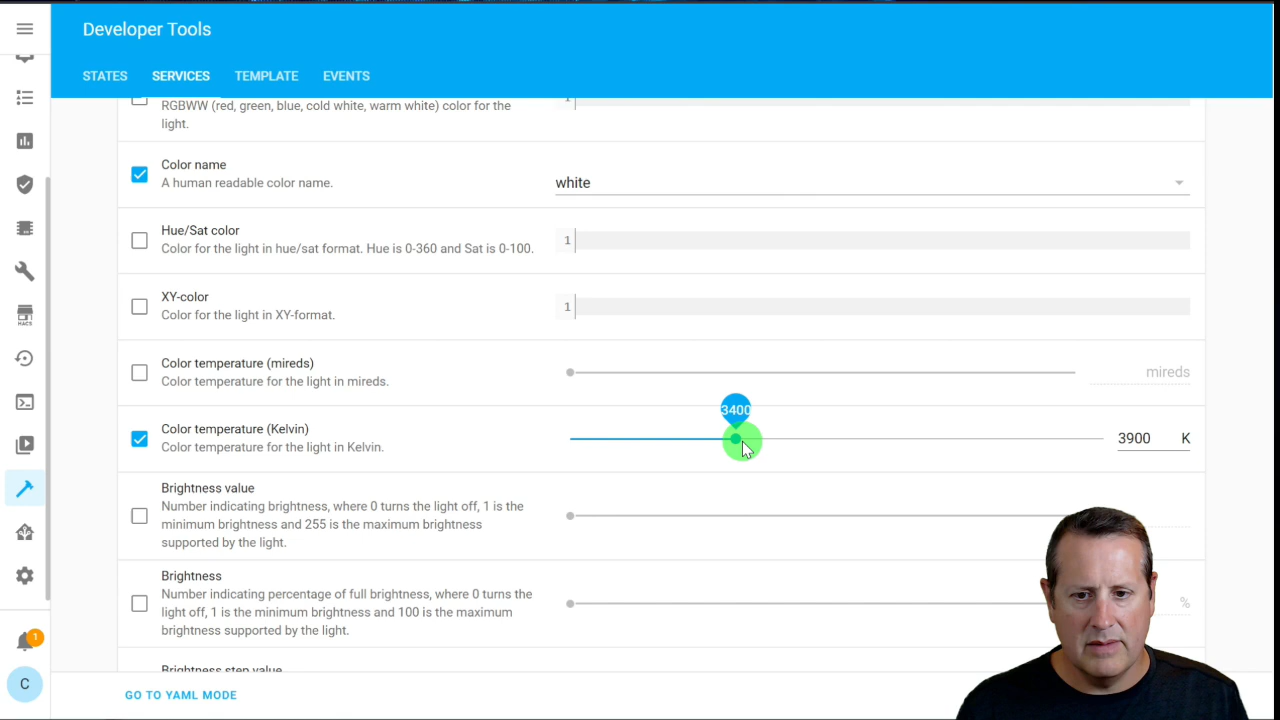 Developer Tools
STATES
SERVICES
TEMPLATE
EVENTS
RGBWW (red, green, blue, cold white, warm white) color for the
light.
1
Color name
A human readable color name.
white
Hue/Sat color
Color for the light in hue/sat format. Hue is 0-360 and Sat is 0-100.
1
XY-color
Color for the light in XY-format.
1
HACS
Color temperature (mireds)
Color temperature for the light in mireds.
mireds
3400
Color temperature (Kelvin)
Color temperature for the light in Kelvin.
3900 K
Brightness value
Number indicating brightness, where 0 turns the light off, 1 is the
minimum brightness and 255 is the maximum brightness
supported by the light.
Brightness
Number indicating percentage of full brightness, where 0 turns the
light off, 1 is the minimum brightness and 100 is the maximum
brightness supported by the light.
%
Brightness step value
1
C
GO TO YAML MODE